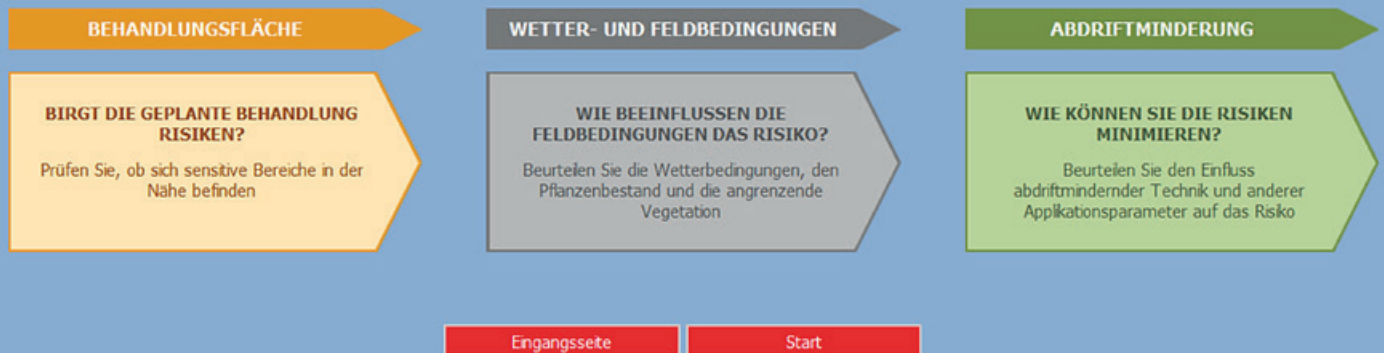 BEHANDLUNGSFLÄCHE
BIRGT DIE GEPLANTE BEHANDLUNG
RISIKEN?
Prüfen Sie, ob sich sensitive Bereiche in der
Nähe befinden
WETTER- UND FELDBEDINGUNGEN
WIE BEEINFLUSSEN DIE
FELDBEDINGUNGEN DAS RISIKO?
Beurteilen Sie die Wetterbedingungen, den
Pflanzenbestand und die angrenzende
Vegetation
ABDRIFTMINDERUNG
WIE KÖNNEN SIE DIE RISIKEN
MINIMIEREN?
Beurteilen Sie den Einfluss
abdriftmindernder Technik und anderer
Applikationsparameter auf das Risiko
Eingangsseite
Start